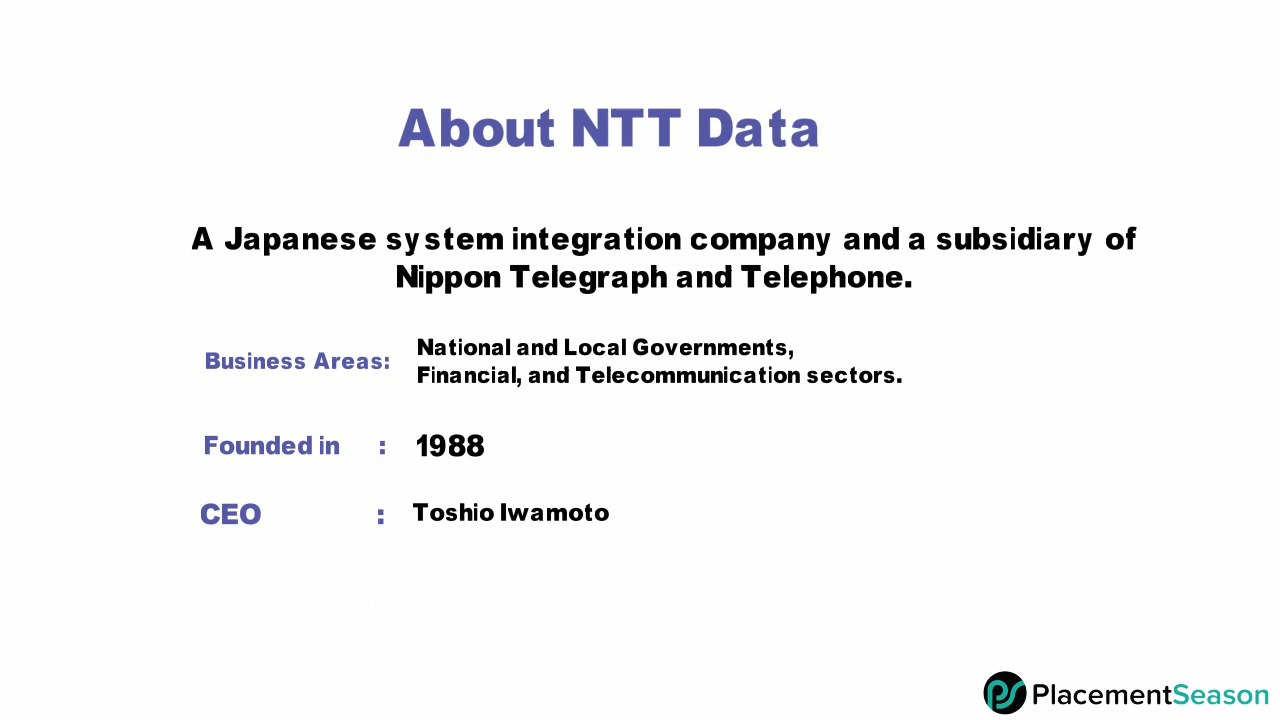 About NTT Data
A Japanese system integration company and a subsidiary of
Nippon Telegraph and Telephone.
Business Areas: National and Local Governments,
Financial, and Telecommunication sectors.
Founded in : 1988
CEO : Toshio Iwamoto
PlacementSeason